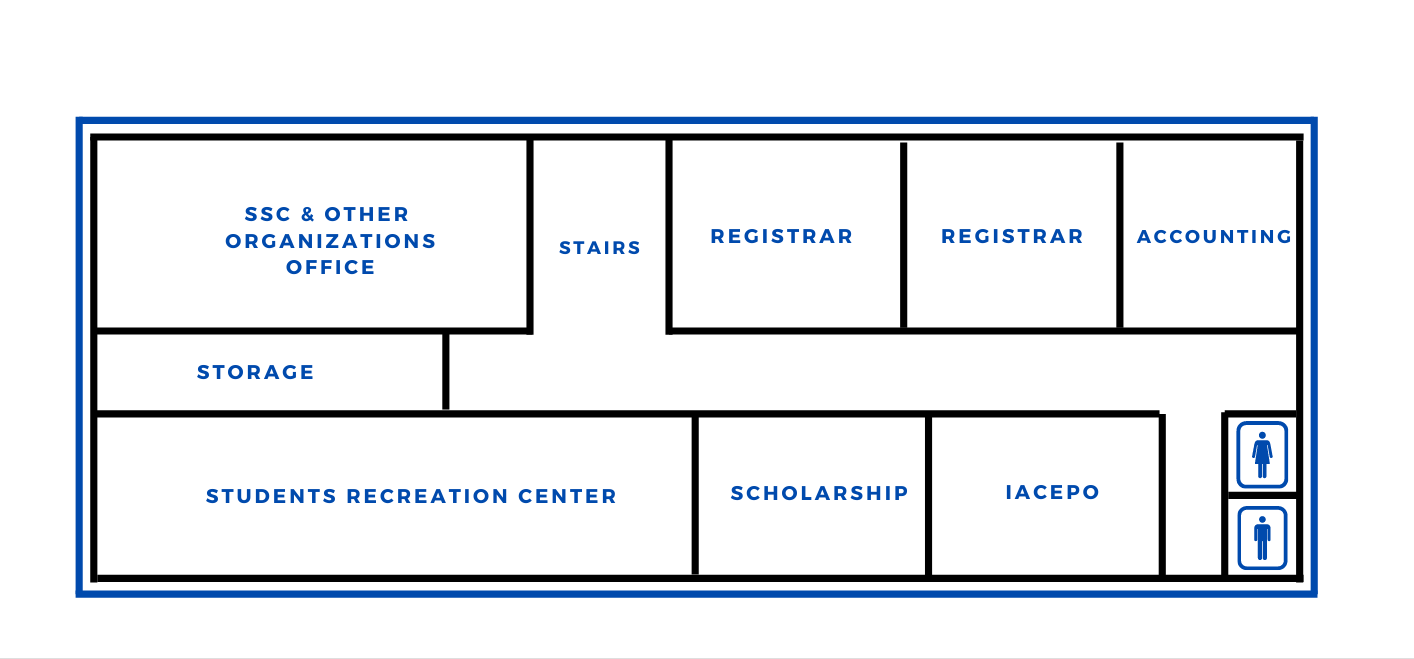 SSC & OTHER
ORGANIZATIONS
OFFICE
STAIRS
REGISTRAR
REGISTRAR
ACCOUNTING
STORAGE
STUDENTS RECREATION CENTER
SCHOLARSHIP
IACEPO